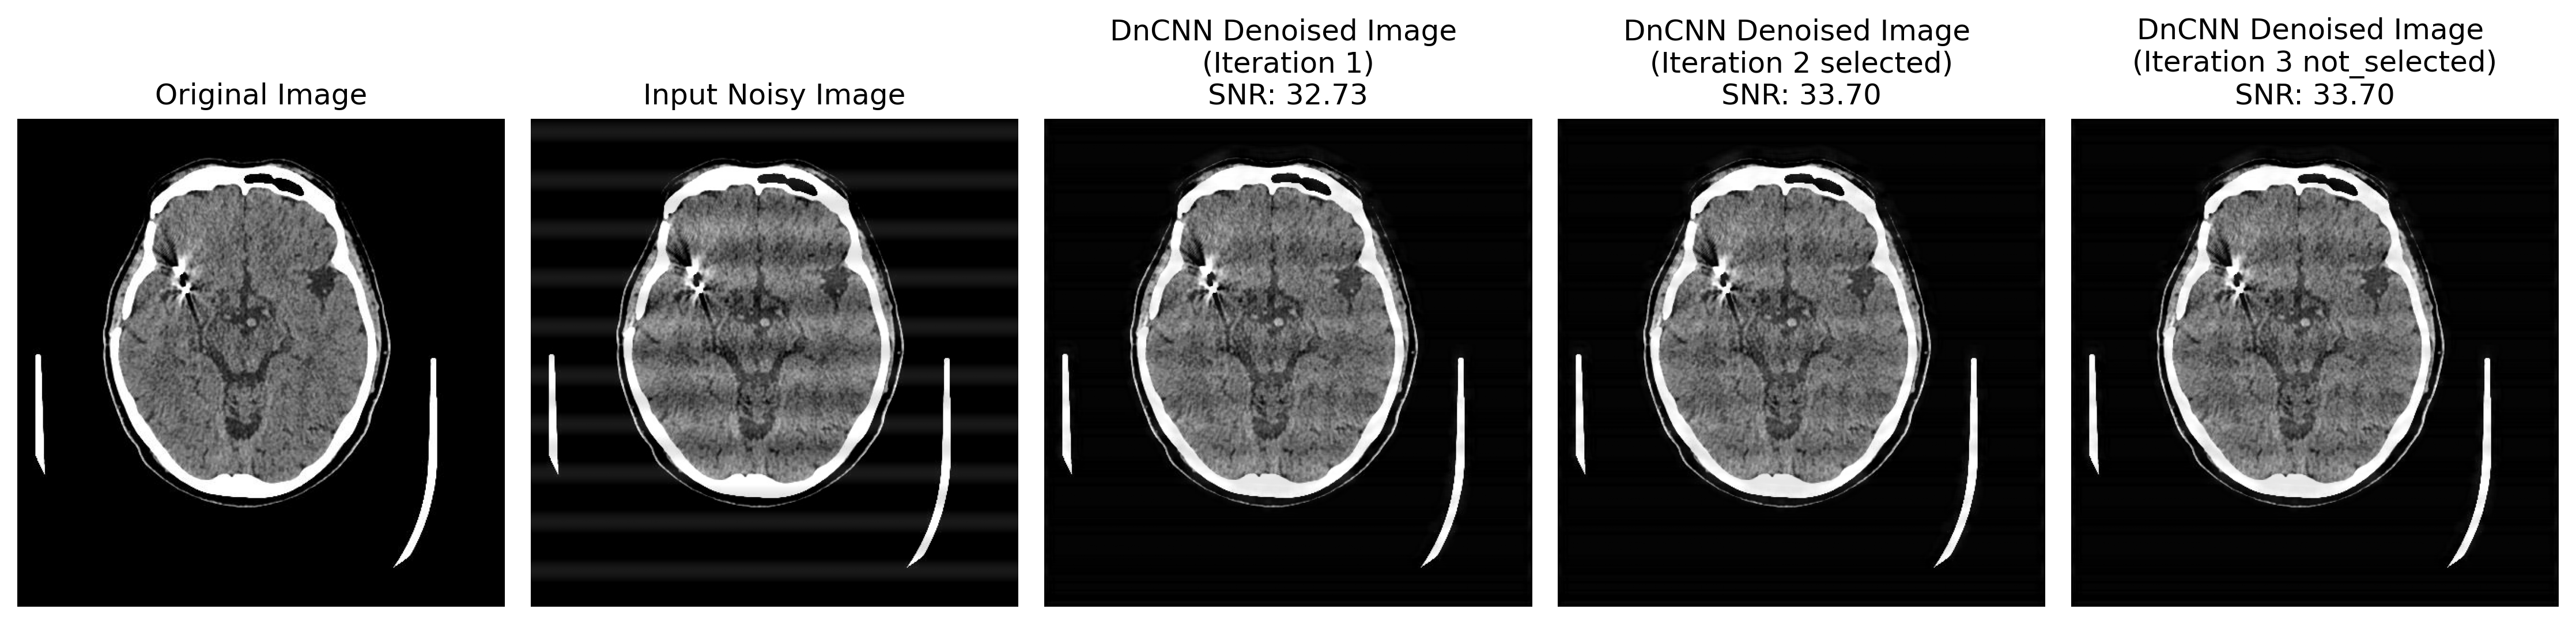 Original Image
Input Noisy Image
DnCNN Denoised Image
(Iteration 1)
SNR: 32.73
DnCNN Denoised Image
(Iteration 2 selected)
SNR: 33.70
DnCNN Denoised Image
(Iteration 3 not_selected)
SNR: 33.70